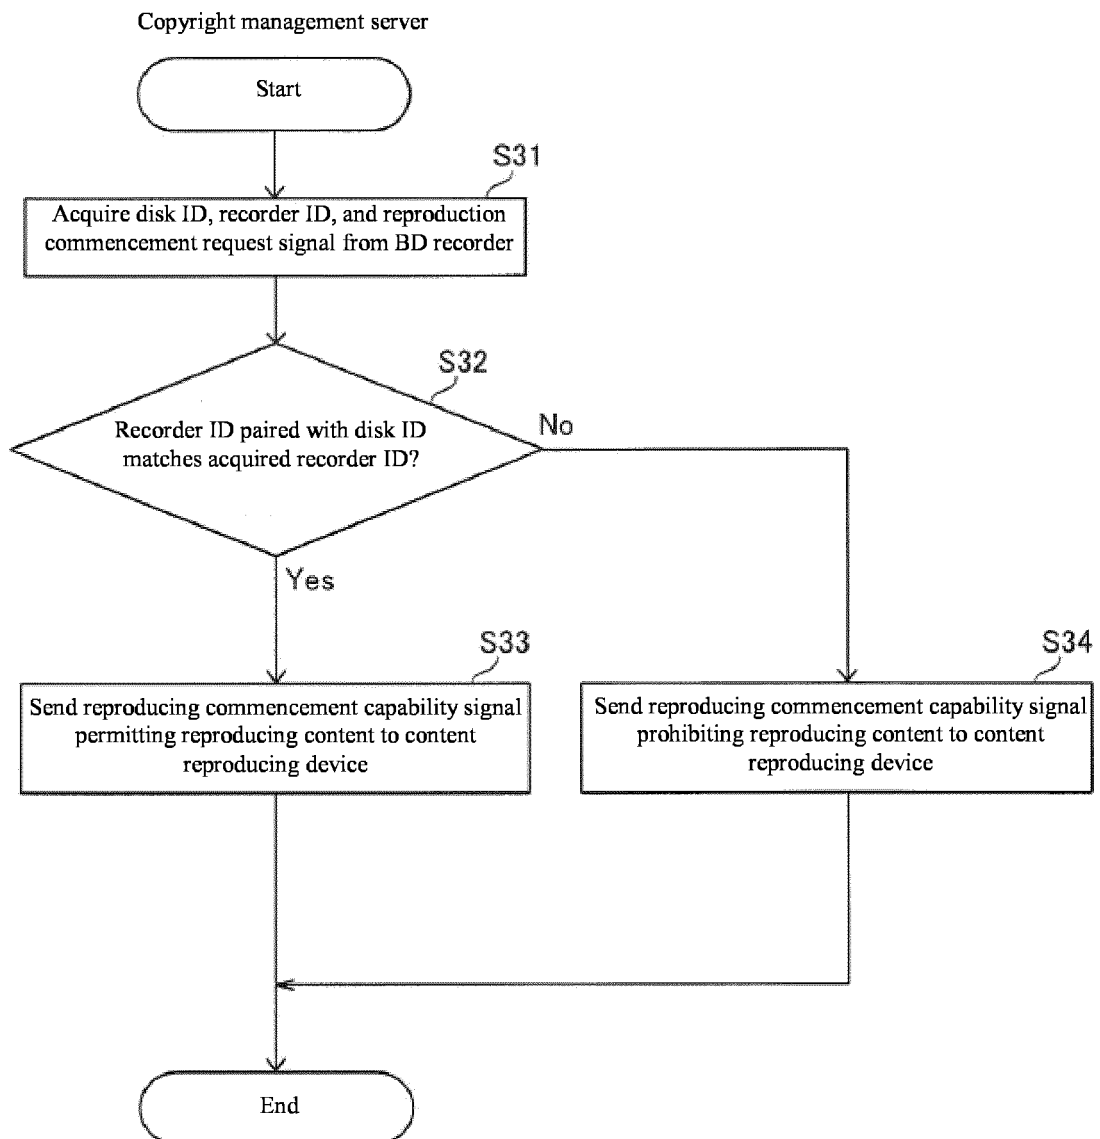 Copyright management server
Start
S31
Acquire disk ID, recorder ID, and reproduction
commencement request signal from BD recorder
S32
Recorder ID paired with disk ID
matches acquired recorder ID?
No
Yes
S33
Send reproducing commencement capability signal
permitting reproducing content to content
reproducing device
S34
Send reproducing commencement capability signal
prohibiting reproducing content to content
reproducing device
End